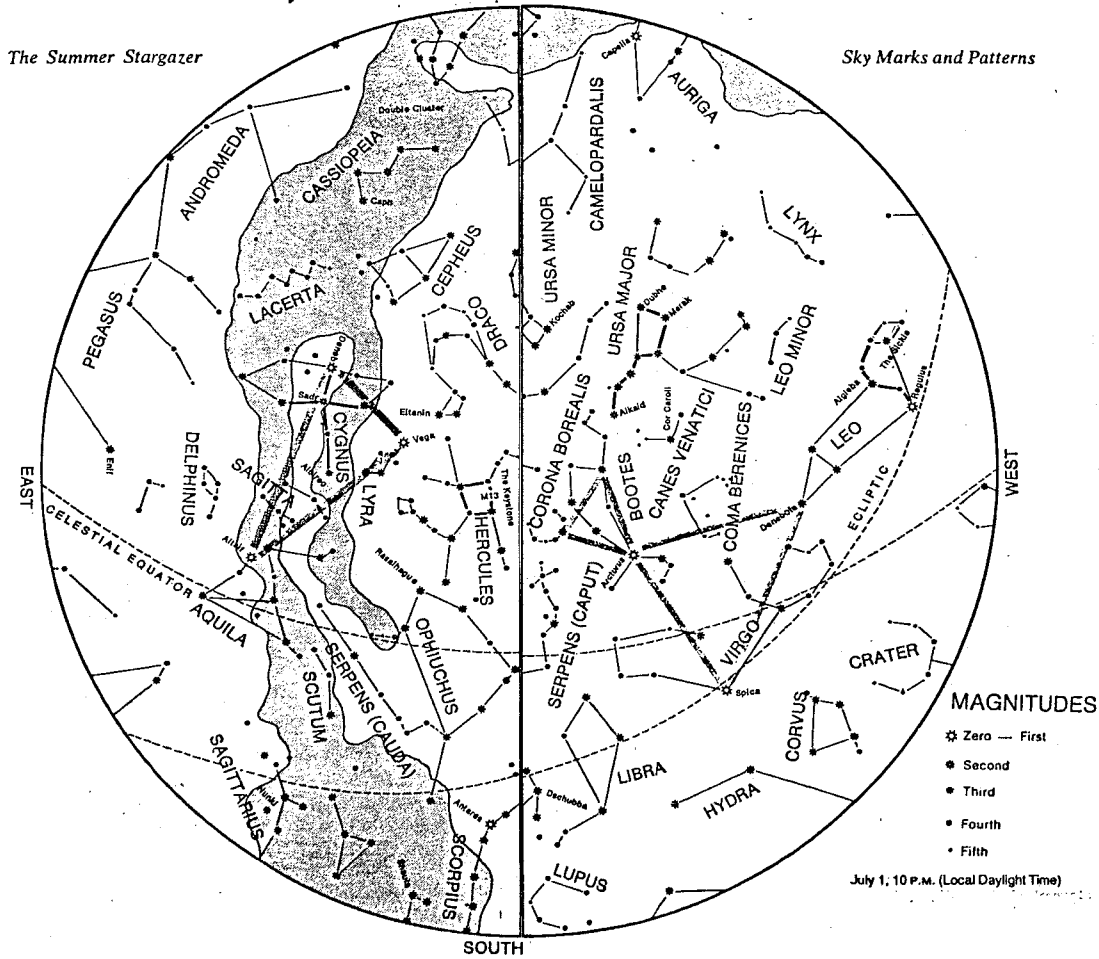 The Summer Stargazer
Sky Marks and Patterns
Capella
AURIGA
Double Cluster
CAMELOPARDALIS
ANDROMEDA
CASSIOPEIA
Caph
LYNX
URSA MINOR
CEPHEUS
URSA MAJOR
LACERTA
PEGASUS
DRACO
Kochab
Dubhe
Merak
LEO MINOR
The Sickle
Deneb
Algieba
Regulus
Sadr
CYGNUS
Eltanin
Alkaid
Cor Caroli
CORONA BOREALIS
BOOTES
CANES VENATICI
COMA BERENICES
LEO
Vega
Enif
DELPHINUS
SAGITTA
Albireo
LYRA
The Keystone
M13
HERCULES
Denebola
ECLIPTIC
EAST
WEST
CELESTIAL EQUATOR
Altair
Rasalhague
Arcturus
AQUILA
OPHIUCHUS
SERPENS (CAPUT)
VIRGO
Spica
CRATER
SCUTUM
SERPENS (CAUDA)
CORVUS
SAGITTARIUS
Nunki
LIBRA
HYDRA
Antares
Dschubba
SCORPIUS
LUPUS
SOUTH
MAGNITUDES
Zero — First
Second
Third
Fourth
Fifth
July 1, 10 P.M. (Local Daylight Time)